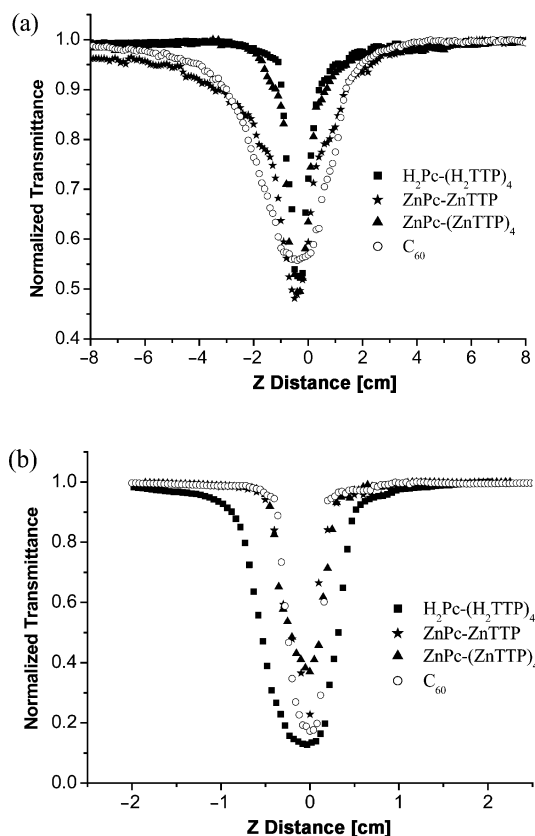 (a)
1.0
0.9
0.8
0.7
0.6
0.5
0.4
Normalized Transmittance
H₂Pc-(H₂TTP)₄
ZnPc-ZnTTP
ZnPc-(ZnTTP)₄
C₆₀
−8 −6 −4 −2 0 2 4 6 8
Z Distance [cm]
(b)
1.0
0.8
0.6
0.4
0.2
0.0
Normalized Transmittance
H₂Pc-(H₂TTP)₄
ZnPc-ZnTTP
ZnPc-(ZnTTP)₄
C₆₀
−2 −1 0 1 2
Z Distance [cm]